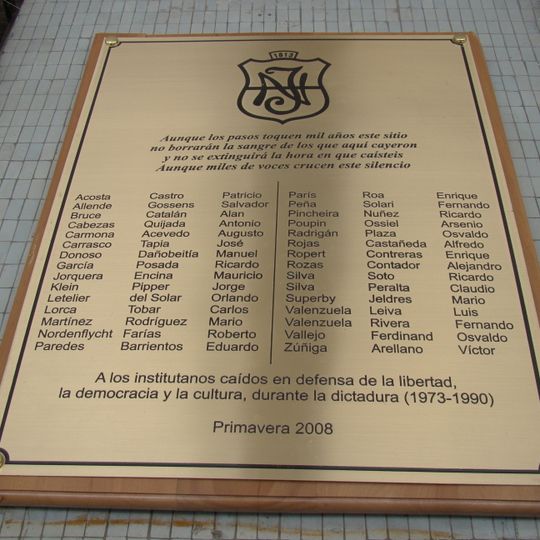 1813
IN
Aunque los pasos toquen mil años este sitio
no borrarán la sangre de los que aquí cayeron
y no se extinguirá la hora en que caísteis
Aunque miles de voces crucen este silencio
Acosta Castro Patricio
Allende Gossens Salvador
Bruce Catalán Alan
Cabezas Quijada Antonio
Carmona Acevedo Augusto
Carrasco Tapia José
Donoso Dañobeitía Manuel
García Posada Ricardo
Jorquera Encina Mauricio
Klein Pipper Jorge
Letelier del Solar Orlando
Lorca Tobar Carlos
Martínez Rodríguez Mario
Nordenflycht Farías Roberto
Paredes Barrientos Eduardo
París Roa Enrique
Peña Solari Fernando
Pincheira Nuñez Ricardo
Poupin Ossiel Arsenio
Radrigán Plaza Osvaldo
Rojas Castañeda Alfredo
Ropert Contreras Enrique
Rozas Contador Alejandro
Silva Soto Ricardo
Silva Peralta Claudio
Superby Jeldres Mario
Valenzuela Leiva Luis
Valenzuela Rivera Fernando
Vallejo Ferdinand Osvaldo
Zúñiga Arellano Víctor
A los institutanos caídos en defensa de la libertad,
la democracia y la cultura, durante la dictadura (1973-1990)
Primavera 2008